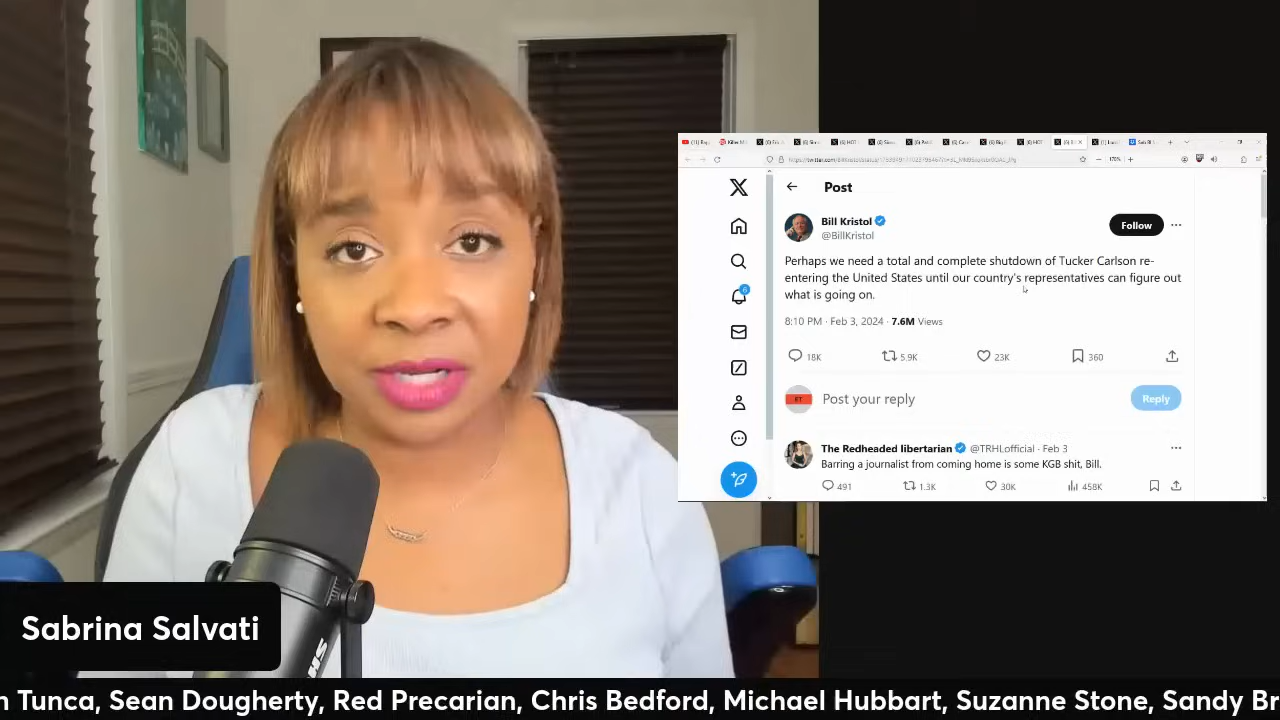 Post
Bill Kristol
@BillKristol
Follow
Perhaps we need a total and complete shutdown of Tucker Carlson re-
entering the United States until our country's representatives can figure out
what is going on.
8:10 PM · Feb 3, 2024 · 7.6M Views
18K 5.9K 23K 360
6
Post your reply
Reply
The Redheaded libertarian @TRHLofficial · Feb 3
Barring a journalist from coming home is some KGB shit, Bill.
491 1.3K 30K 458K
SH
Sabrina Salvati
n Tunca, Sean Dougherty, Red Precarian, Chris Bedford, Michael Hubbart, Suzanne Stone, Sandy Br